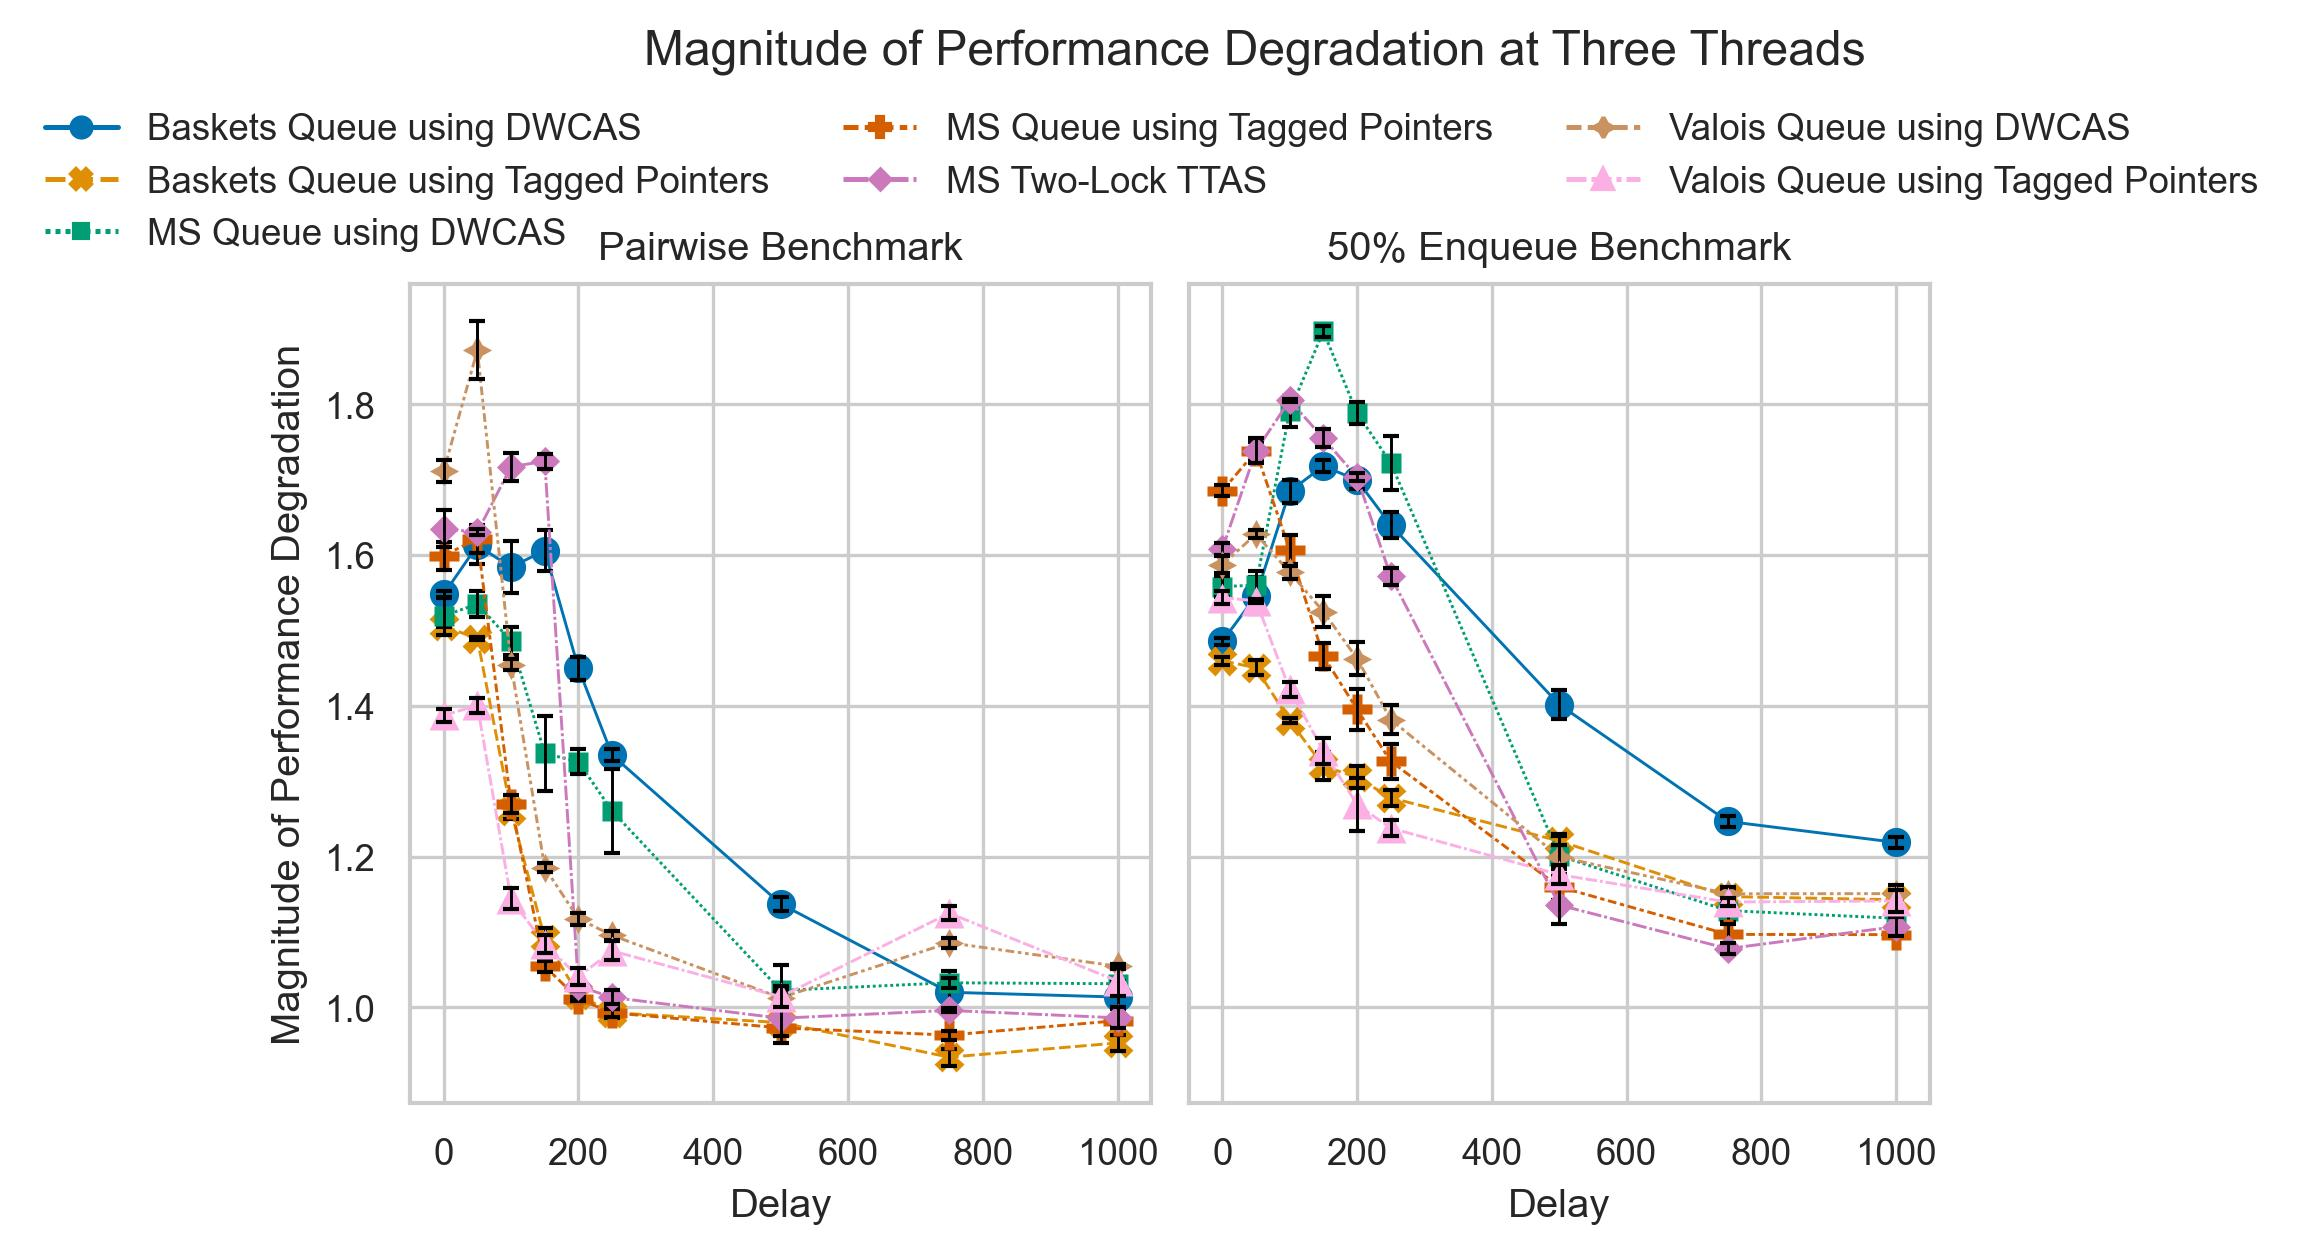 Magnitude of Performance Degradation at Three Threads
Baskets Queue using DWCAS
Baskets Queue using Tagged Pointers
MS Queue using DWCAS
MS Queue using Tagged Pointers
MS Two-Lock TTAS
Valois Queue using DWCAS
Valois Queue using Tagged Pointers
Pairwise Benchmark
50% Enqueue Benchmark
Magnitude of Performance Degradation
1.8
1.6
1.4
1.2
1.0
0 200 400 600 800 1000
0 200 400 600 800 1000
Delay
Delay